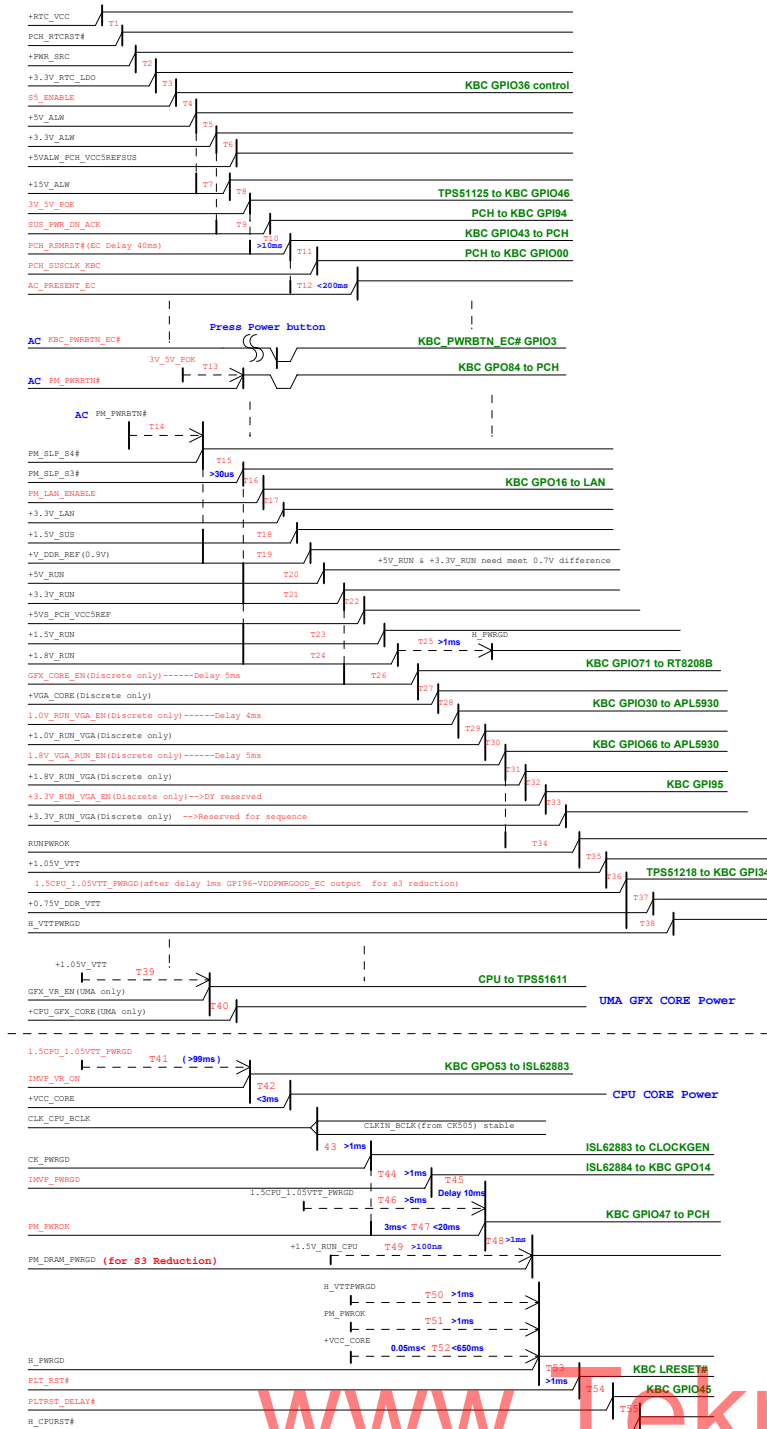 +RTC_VCC
T1
PCH_RTCRST#
+PWR_SRC
T2
+3.3V_RTC_LDO
T3
KBC GPIO36 control
S5_ENABLE
T4
+5V_ALW
T5
+3.3V_ALW
T6
+5VALW_PCH_VCC5REFSUS
+15V_ALW
T7
T8
TPS51125 to KBC GPIO46
3V_5V_POK
PCH to KBC GPI94
SUS_PWR_DN_ACK
T9
T10
KBC GPIO43 to PCH
PCH_RSMRST#(EC Delay 40ms)
>10ms
T11
PCH to KBC GPIO00
PCH_SUSCLK_KBC
AC_PRESENT_EC
T12 <200ms
Press Power button
AC KBC_PWRBTN_EC#
KBC_PWRBTN_EC# GPIO3
3V_5V_POK
T13
KBC GPO84 to PCH
AC PM_PWRBTN#
AC PM_PWRBTN#
T14
PM_SLP_S4#
T15
PM_SLP_S3#
>30us
T16
KBC GPO16 to LAN
PM_LAN_ENABLE
T17
+3.3V_LAN
+1.5V_SUS
T18
+V_DDR_REF(0.9V)
T19
+5V_RUN & +3.3V_RUN need meet 0.7V difference
+5V_RUN
T20
+3.3V_RUN
T21
T22
+5VS_PCH_VCC5REF
+1.5V_RUN
T23
T25 >1ms
H_PWRGD
+1.8V_RUN
T24
KBC GPIO71 to RT8208B
GFX_CORE_EN(Discrete only)------Delay 5ms
T26
+VGA_CORE(Discrete only)
T27
T28
KBC GPIO30 to APL5930
1.0V_RUN_VGA_EN(Discrete only)------Delay 4ms
T29
+1.0V_RUN_VGA(Discrete only)
T30
KBC GPIO66 to APL5930
1.8V_VGA_RUN_EN(Discrete only)------Delay 5ms
T31
+1.8V_RUN_VGA(Discrete only)
T32
KBC GPI95
+3.3V_RUN_VGA_EN(Discrete only)-->DY reserved
T33
+3.3V_RUN_VGA(Discrete only) -->Reserved for sequence
RUNPWROK
T34
+1.05V_VTT
T35
TPS51218 to KBC GPI34
T36
1.5CPU_1.05VTT_PWRGD(after delay 1ms GPI96-VDDPWRGOOD_EC output for s3 reduction)
+0.75V_DDR_VTT
T37
H_VTTPWRGD
T38
+1.05V_VTT
T39
CPU to TPS51611
GFX_VR_EN(UMA only)
+CPU_GFX_CORE(UMA only)
T40
UMA GFX CORE Power
1.5CPU_1.05VTT_PWRGD
T41 (>99ms)
KBC GPO53 to ISL62883
IMVP_VR_ON
T42
+VCC_CORE
<3ms
CPU CORE Power
CLK_CPU_BCLK
CLKIN_BCLK(from CK505) stable
43 >1ms
ISL62883 to CLOCKGEN
CK_PWRGD
T44 >1ms
ISL62884 to KBC GPO14
IMVP_PWRGD
T45
1.5CPU_1.05VTT_PWRGD
Delay 10ms
T46 >5ms
KBC GPIO47 to PCH
PM_PWROK
3ms< T47 <20ms
T48 >1ms
+1.5V_RUN_CPU
T49 >100ns
PM_DRAM_PWRGD (for S3 Reduction)
H_VTTPWRGD
T50 >1ms
PM_PWROK
T51 >1ms
+VCC_CORE
0.05ms< T52 <650ms
H_PWRGD
T53
KBC LRESET#
PLT_RST#
>1ms
T54
KBC GPIO45
PLTRST_DELAY#
T55
H_CPURST#
www.Tekn